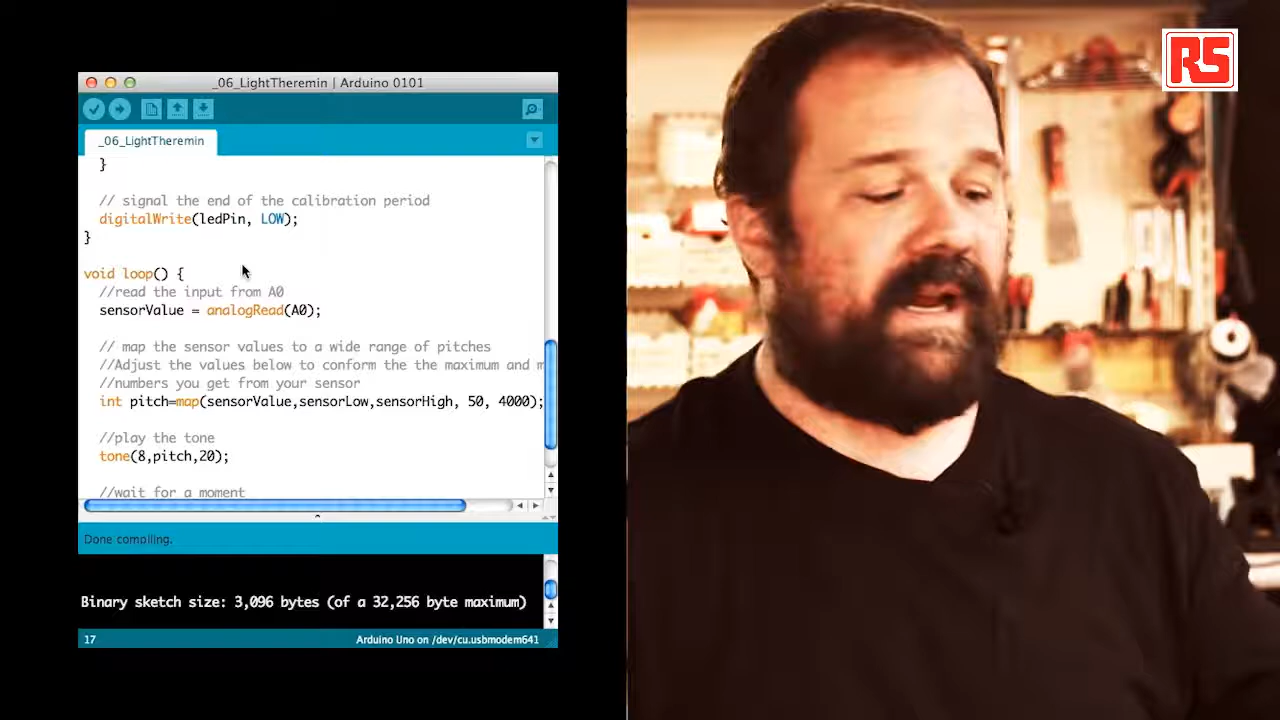 _06_LightTheremin | Arduino 0101
_06_LightTheremin
}
// signal the end of the calibration period
digitalWrite(ledPin, LOW);
}
void loop() {
//read the input from A0
sensorValue = analogRead(A0);
// map the sensor values to a wide range of pitches
//Adjust the values below to conform the the maximum and m
//numbers you get from your sensor
int pitch=map(sensorValue,sensorLow,sensorHigh, 50, 4000);
//play the tone
tone(8,pitch,20);
//wait for a moment
Done compiling.
Binary sketch size: 3,096 bytes (of a 32,256 byte maximum)
17
Arduino Uno on /dev/cu.usbmodem641
RS